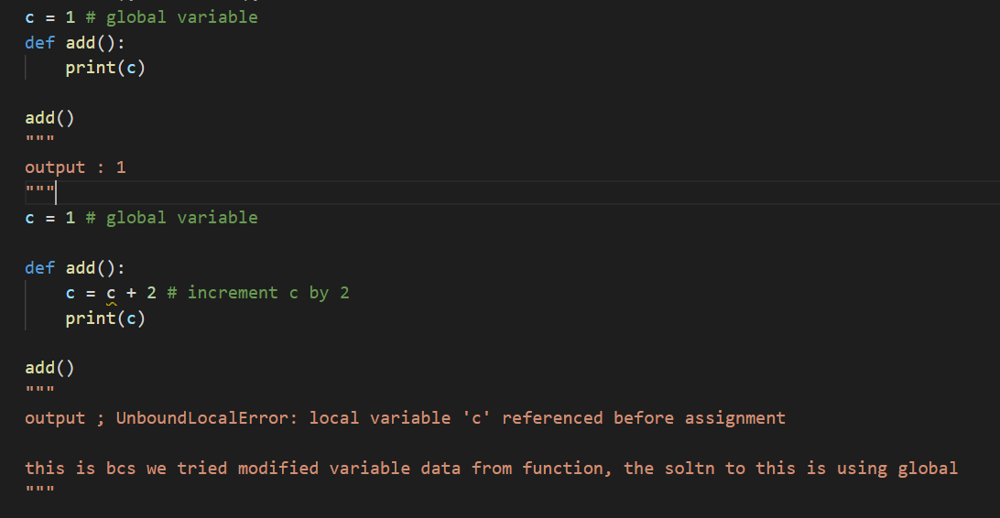 c = 1 # global variable
def add():
    print(c)

add()
"""
output : 1
"""
c = 1 # global variable

def add():
    c = c + 2 # increment c by 2
    print(c)

add()
"""
output ; UnboundLocalError: local variable 'c' referenced before assignment

this is bcs we tried modified variable data from function, the soltn to this is using global
"""